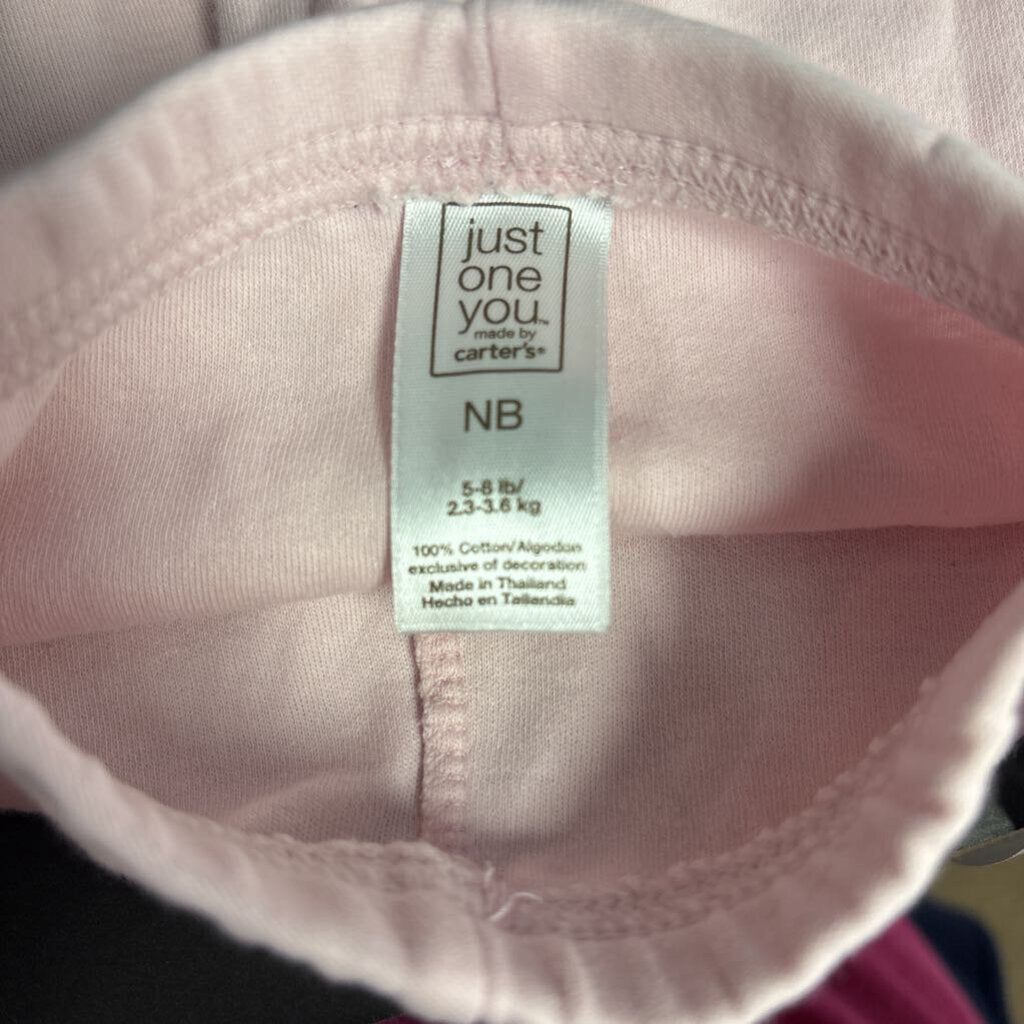 just
one
you™
made by
carter's®
NB
5-8 lb/
2.3-3.6 kg
100% Cotton/Algodon
exclusive of decoration
Made in Thailand
Hecho en Tailandia